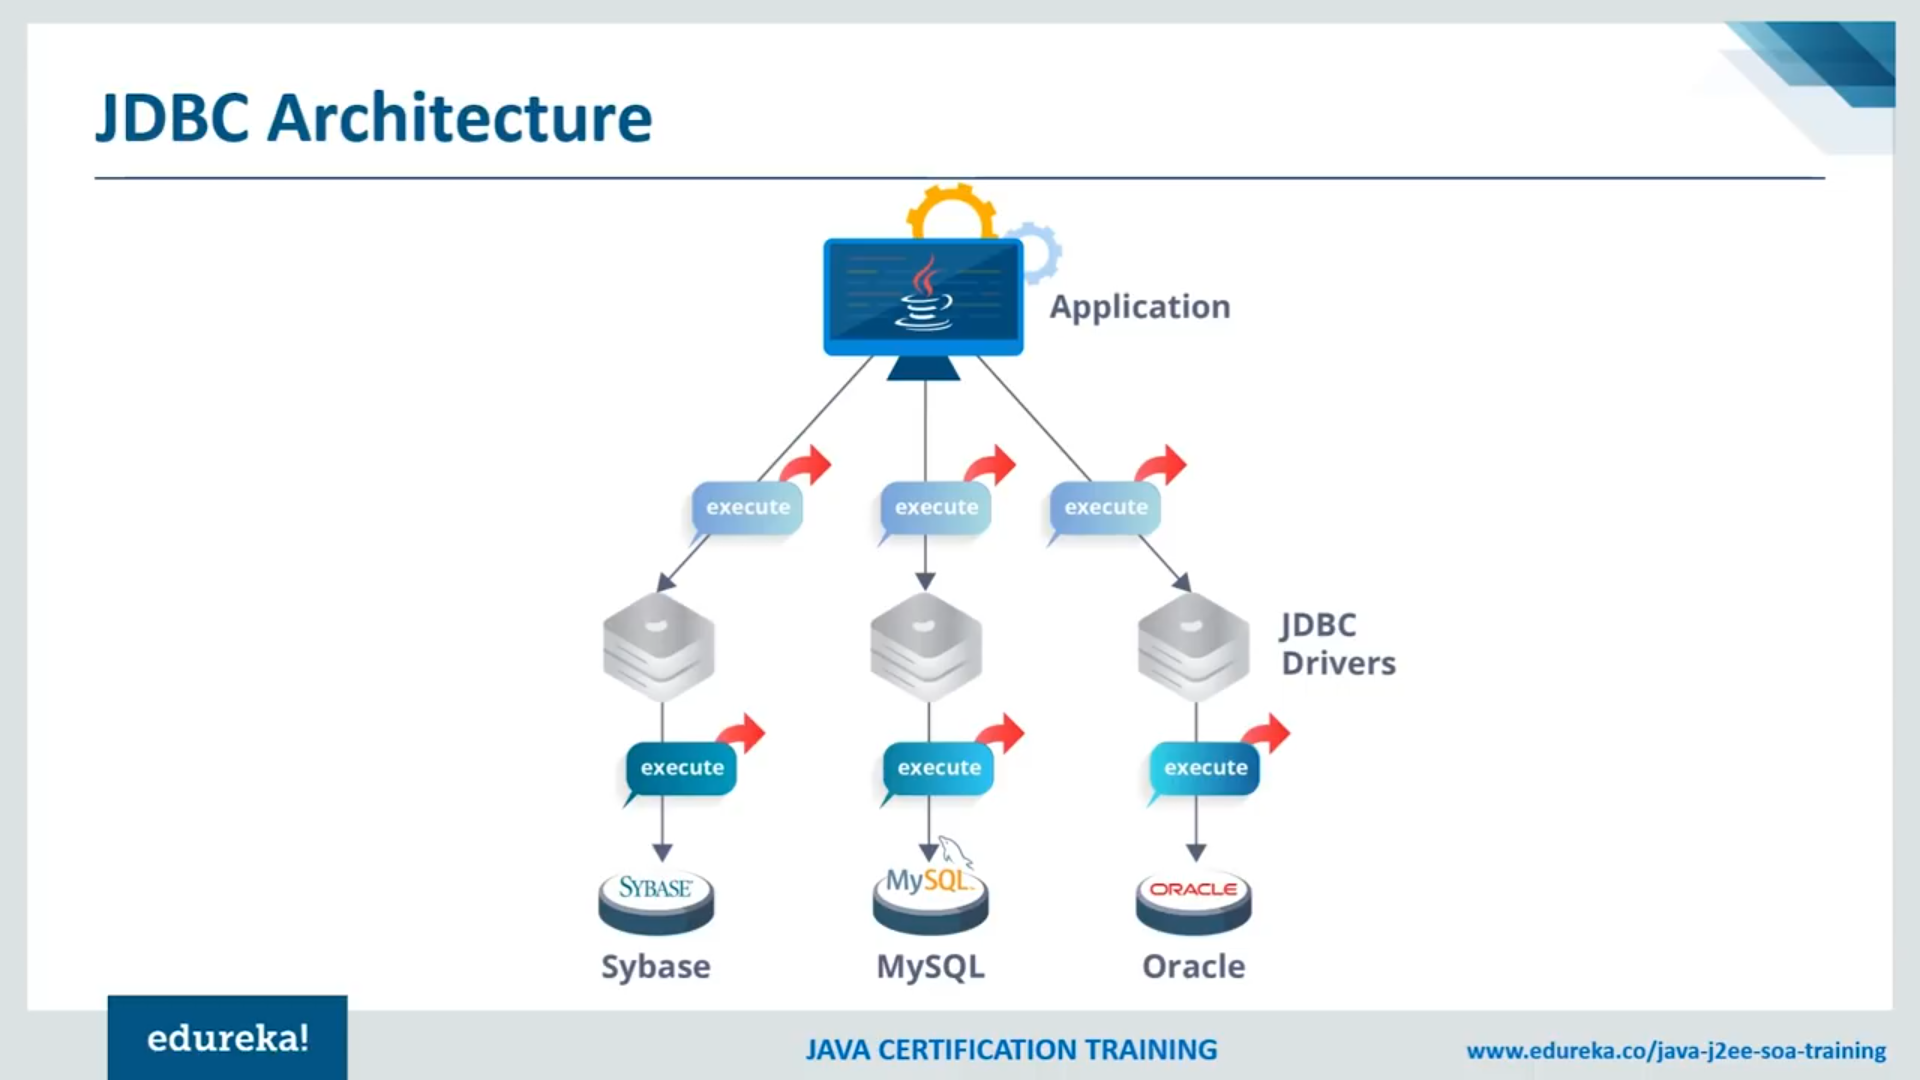 JDBC Architecture
Application
execute execute execute
JDBC
Drivers
execute execute execute
SYBASE MySQL ORACLE
Sybase MySQL Oracle
edureka!
JAVA CERTIFICATION TRAINING
www.edureka.co/java-j2ee-soa-training